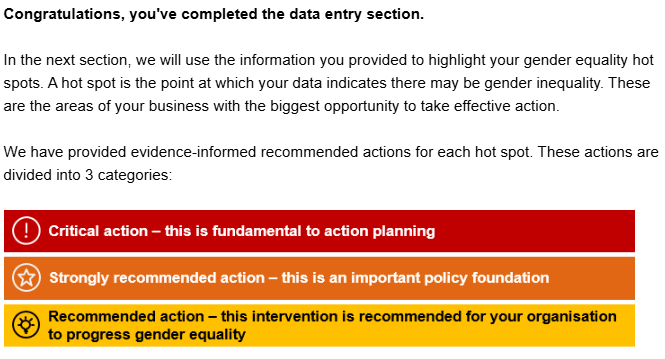 Congratulations, you've completed the data entry section.
In the next section, we will use the information you provided to highlight your gender equality hot
spots. A hot spot is the point at which your data indicates there may be gender inequality. These
are the areas of your business with the biggest opportunity to take effective action.
We have provided evidence-informed recommended actions for each hot spot. These actions are
divided into 3 categories:
Critical action – this is fundamental to action planning
Strongly recommended action – this is an important policy foundation
Recommended action – this intervention is recommended for your organisation
to progress gender equality